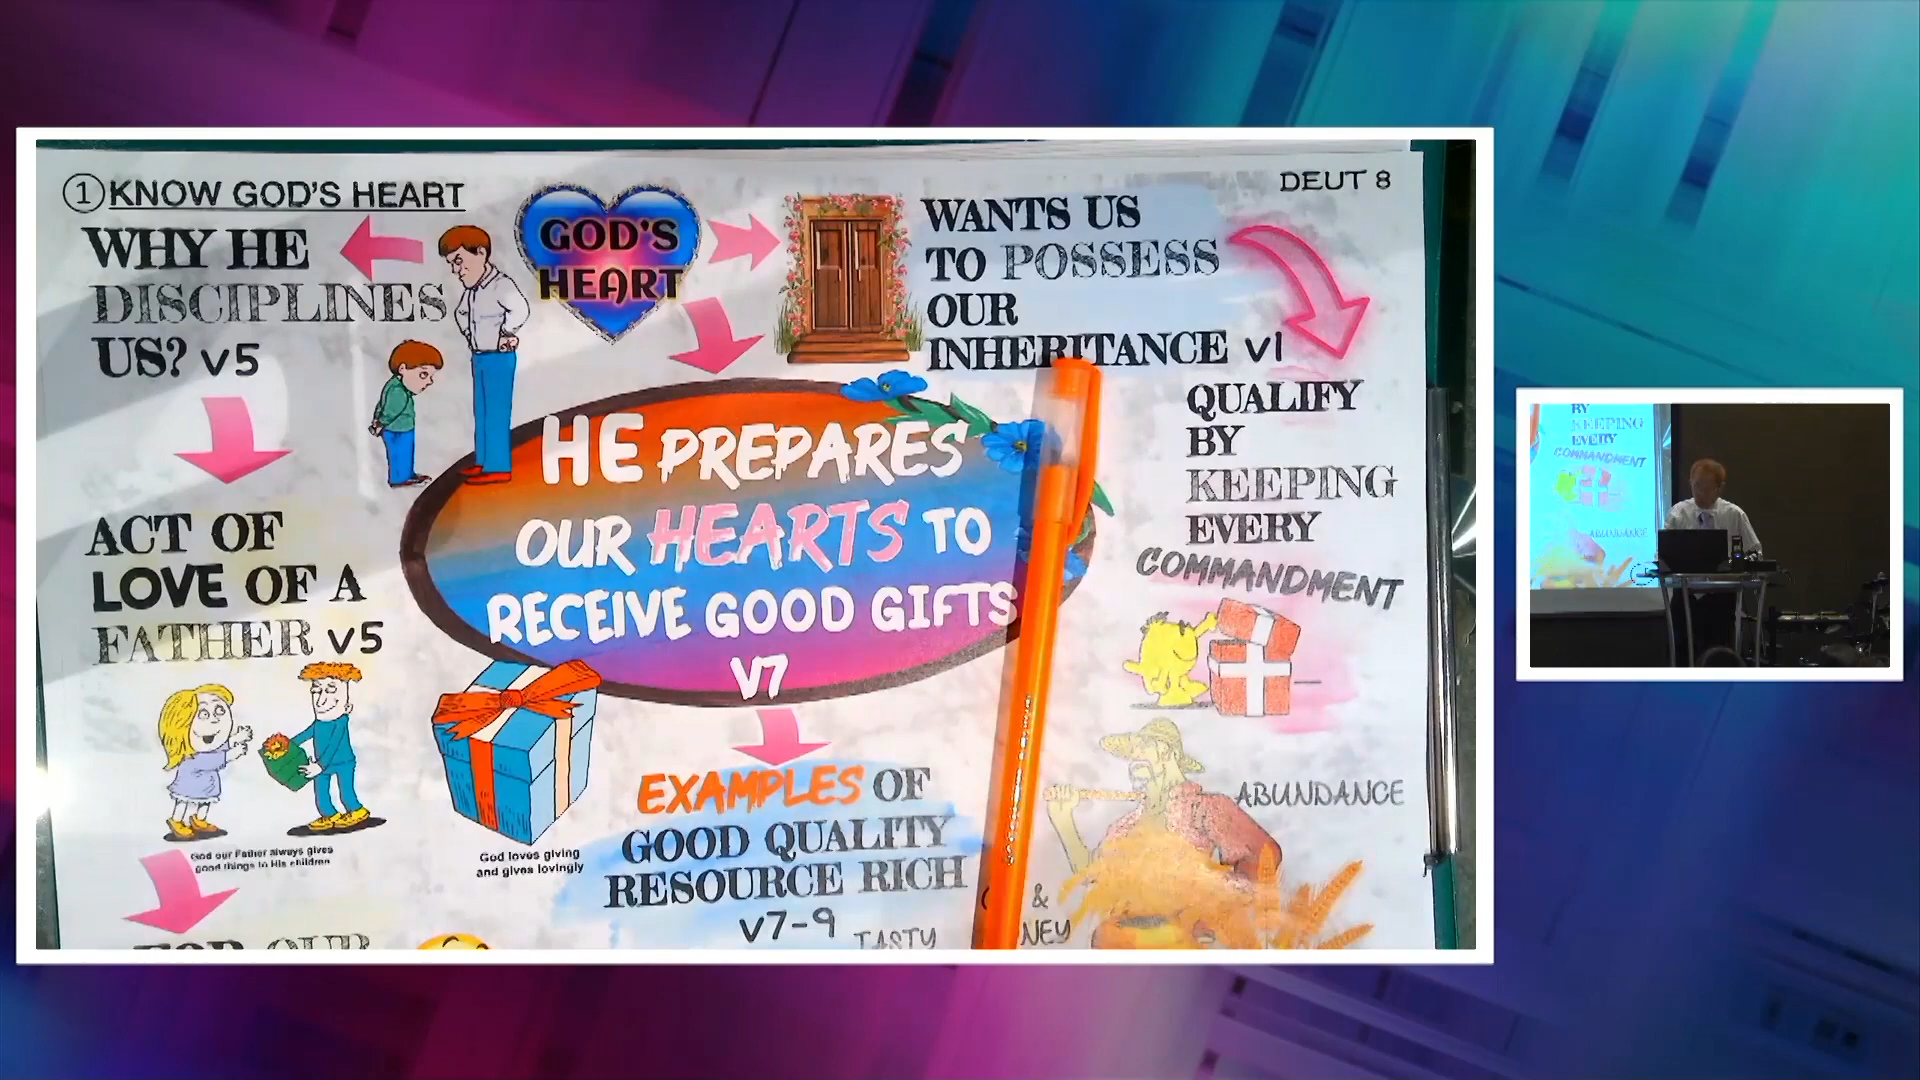 ① KNOW GOD'S HEART
DEUT 8
WHY HE
DISCIPLINES
US? V5
GOD'S
HEART
WANTS US
TO POSSESS
OUR
INHERITANCE V1
QUALIFY
BY
KEEPING
EVERY
COMMANDMENT
HE PREPARES
OUR HEARTS TO
RECEIVE GOOD GIFTS
V7
ACT OF
LOVE OF A
FATHER V5
God our Father always gives
good things to His children
God loves giving
and gives lovingly
EXAMPLES OF
GOOD QUALITY
RESOURCE RICH
V7-9
ABUNDANCE
&
TASTY
FOR OUR
BY
KEEPING
EVERY
COMMANDMENT
ABUNDANCE